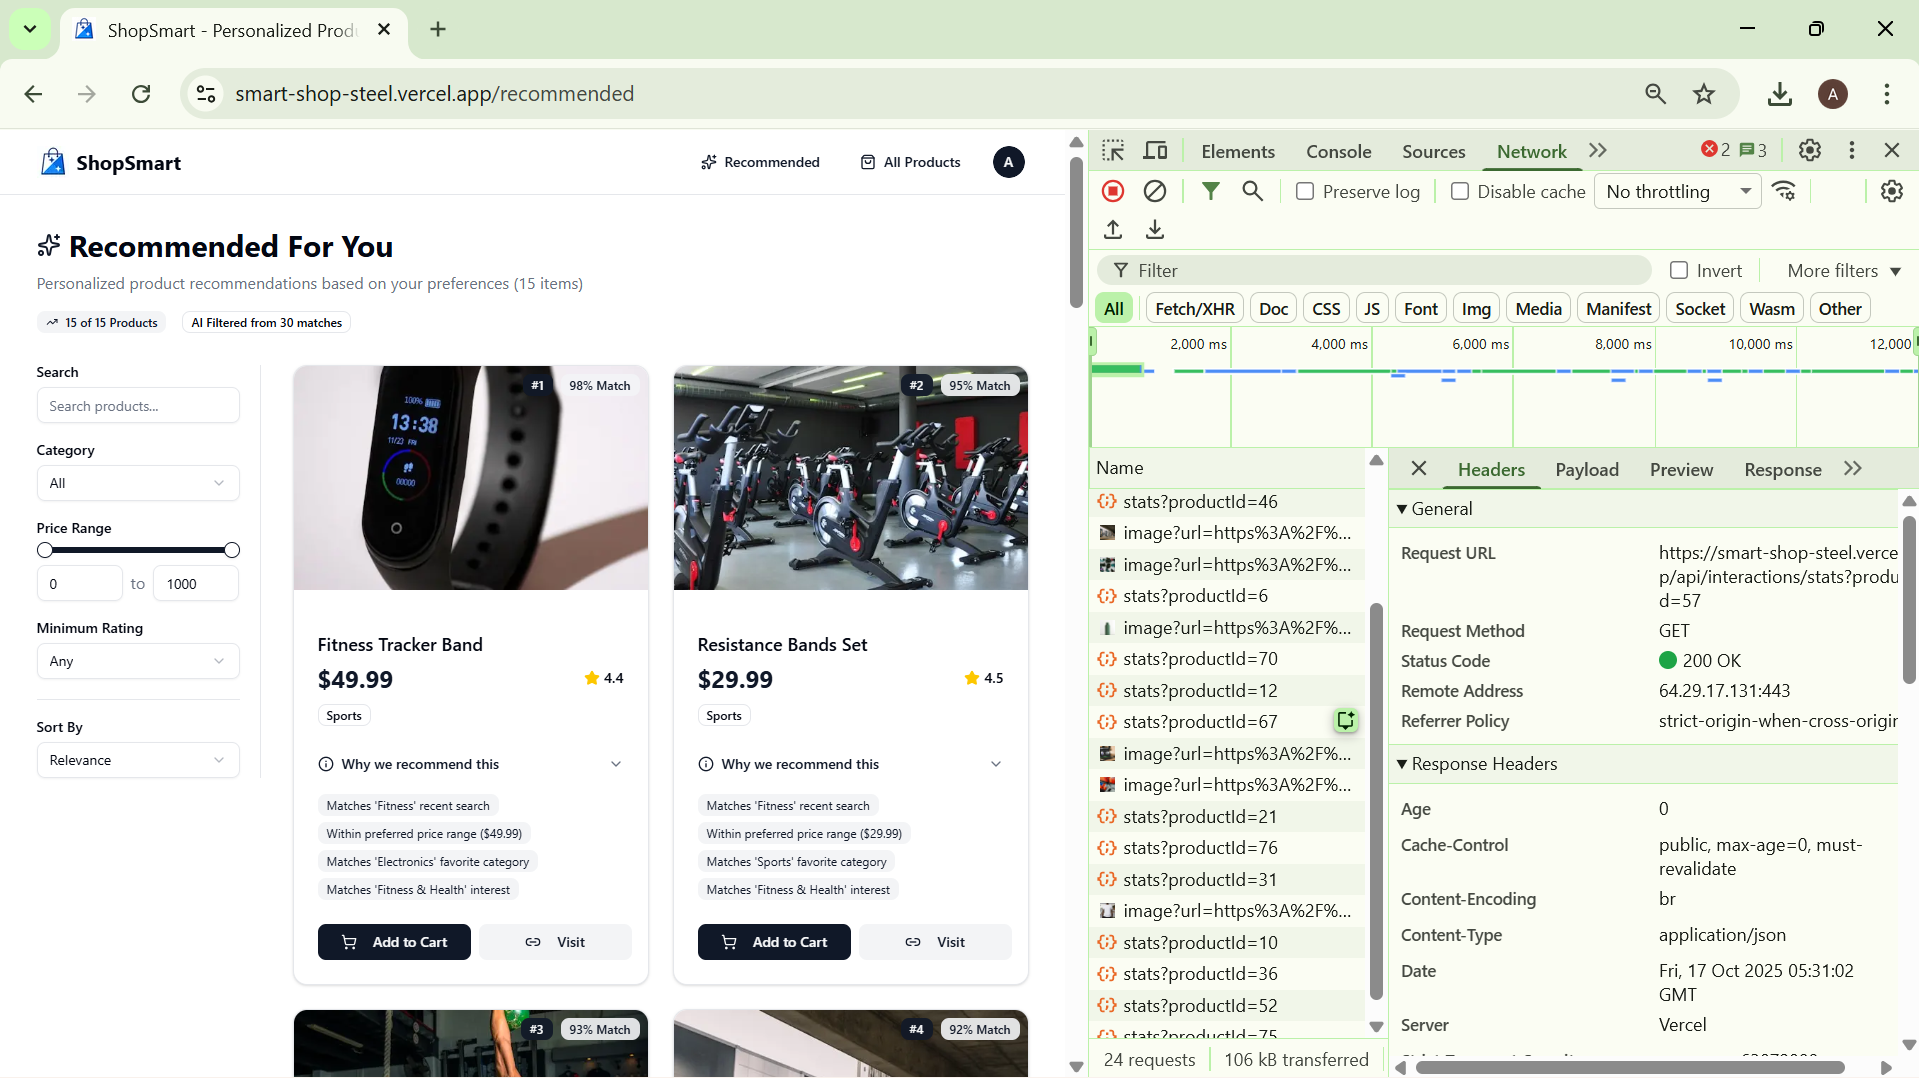 ShopSmart - Personalized Prod
smart-shop-steel.vercel.app/recommended
A
ShopSmart
Recommended
All Products
A
Recommended For You
Personalized product recommendations based on your preferences (15 items)
15 of 15 Products
AI Filtered from 30 matches
Search
Search products...
Category
All
Price Range
0 to 1000
Minimum Rating
Any
Sort By
Relevance
#1 98% Match
100%
13:38
11/23 FRI
00000
Fitness Tracker Band
$49.99 4.4
Sports
Why we recommend this
Matches 'Fitness' recent search
Within preferred price range ($49.99)
Matches 'Electronics' favorite category
Matches 'Fitness & Health' interest
Add to Cart Visit
#2 95% Match
Resistance Bands Set
$29.99 4.5
Sports
Why we recommend this
Matches 'Fitness' recent search
Within preferred price range ($29.99)
Matches 'Sports' favorite category
Matches 'Fitness & Health' interest
Add to Cart Visit
#3 93% Match
#4 92% Match
Elements Console Sources Network 2 3
Preserve log Disable cache No throttling
Filter Invert More filters
All Fetch/XHR Doc CSS JS Font Img Media Manifest Socket Wasm Other
2,000 ms 4,000 ms 6,000 ms 8,000 ms 10,000 ms 12,000
Name
stats?productId=46
image?url=https%3A%2F%...
image?url=https%3A%2F%...
stats?productId=6
image?url=https%3A%2F%...
stats?productId=70
stats?productId=12
stats?productId=67
image?url=https%3A%2F%...
image?url=https%3A%2F%...
stats?productId=21
stats?productId=76
stats?productId=31
image?url=https%3A%2F%...
stats?productId=10
stats?productId=36
stats?productId=52
stats?productId=75
24 requests 106 kB transferred
Headers Payload Preview Response
General
Request URL https://smart-shop-steel.verce
p/api/interactions/stats?produ
d=57
Request Method GET
Status Code 200 OK
Remote Address 64.29.17.131:443
Referrer Policy strict-origin-when-cross-origin
Response Headers
Age 0
Cache-Control public, max-age=0, must-
revalidate
Content-Encoding br
Content-Type application/json
Date Fri, 17 Oct 2025 05:31:02
GMT
Server Vercel